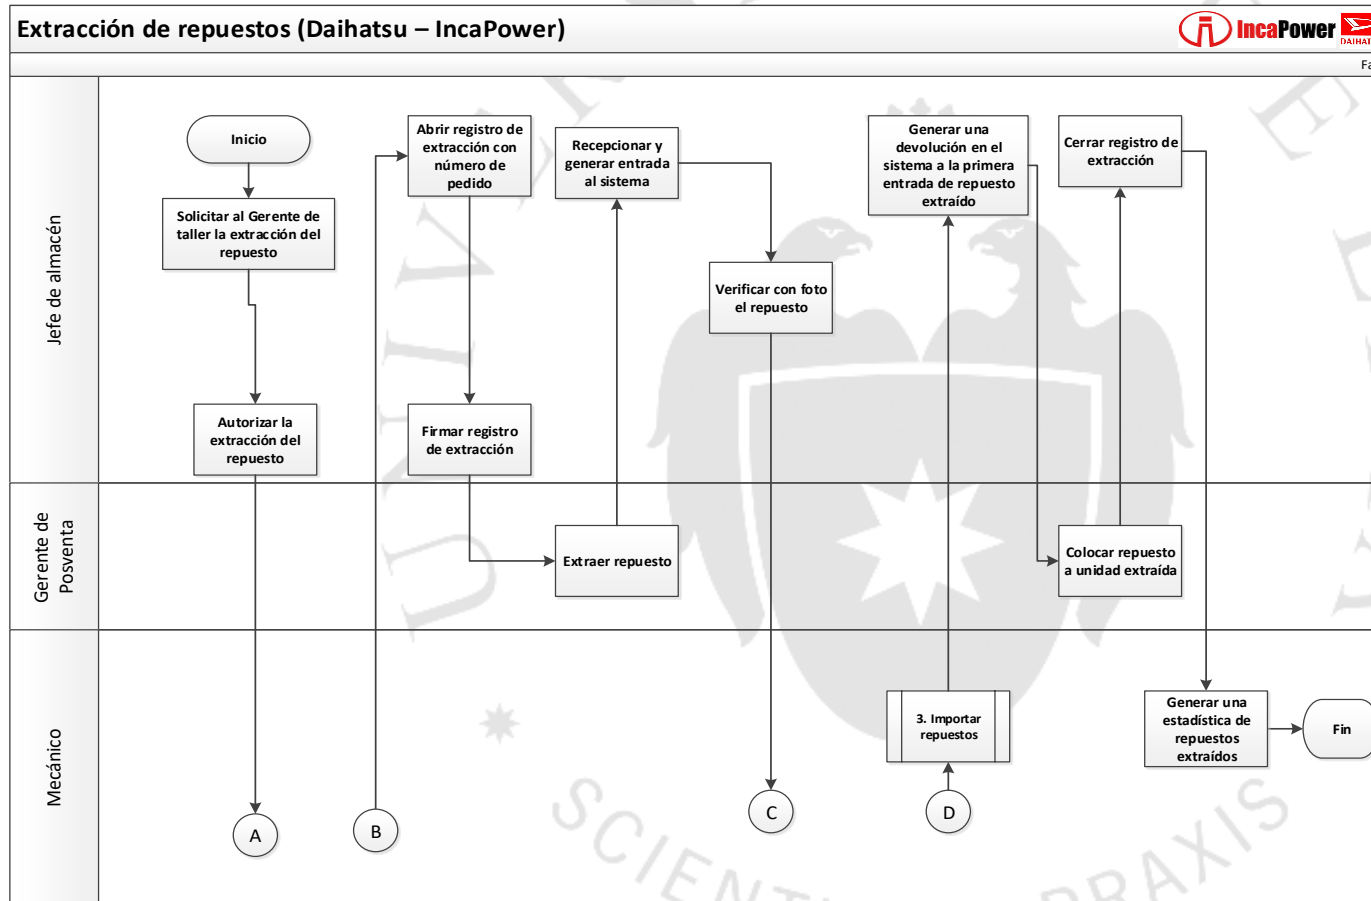 Extracción de repuestos (Daihatsu – IncaPower)
IncaPower
DAIHAT
Fa
Jefe de almacén
Inicio
Solicitar al Gerente de
taller la extracción del
repuesto
Autorizar la
extracción del
repuesto
Abrir registro de
extracción con
número de
pedido
Firmar registro
de extracción
Recepcionar y
generar entrada
al sistema
Verificar con foto
el repuesto
Generar una
devolución en el
sistema a la primera
entrada de repuesto
extraído
Cerrar registro de
extracción
Gerente de
Posventa
Extraer repuesto
Colocar repuesto
a unidad extraída
Mecánico
3. Importar
repuestos
Generar una
estadística de
repuestos
extraídos
Fin
A
B
C
D